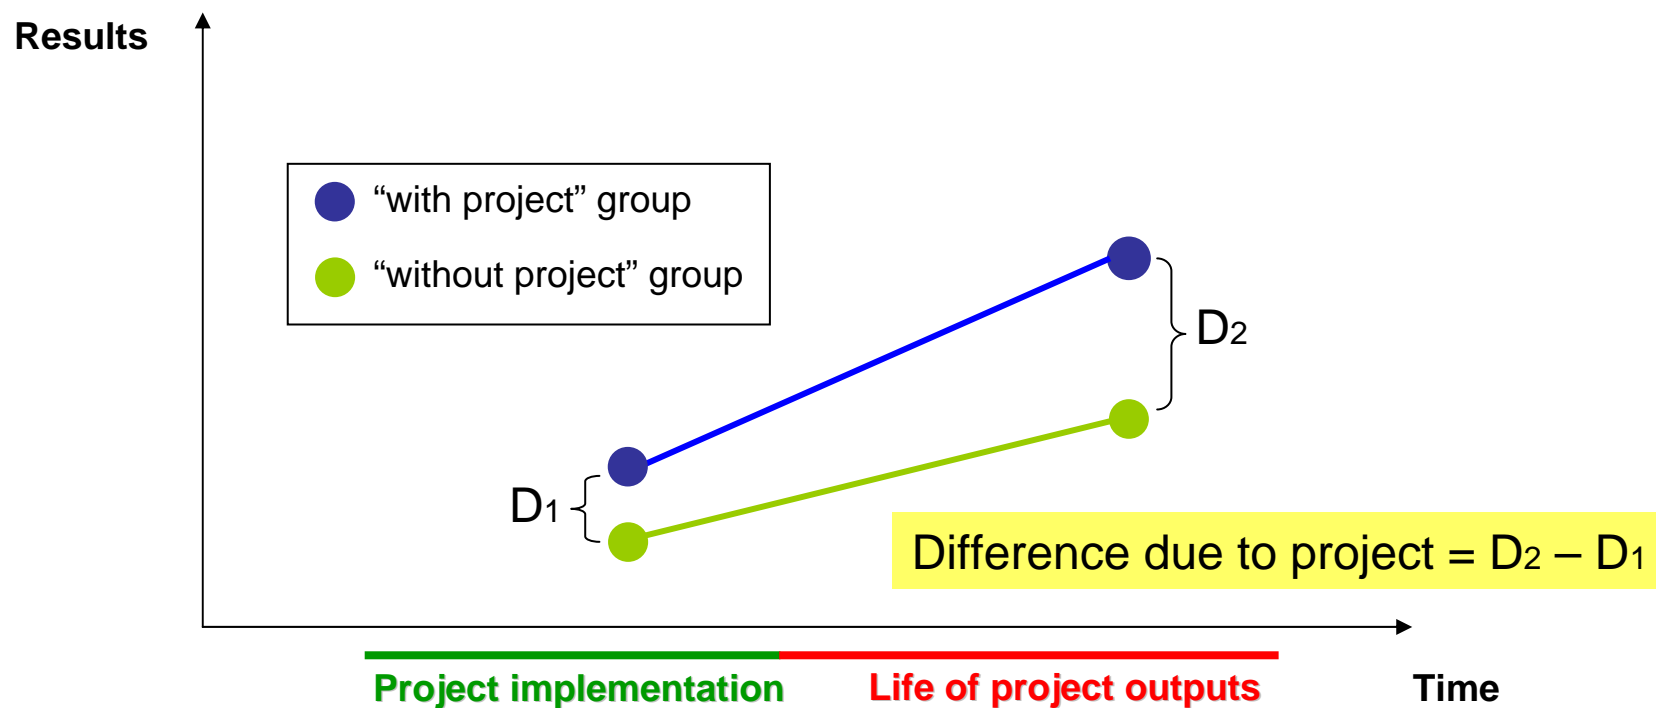 Results
“with project” group
“without project” group
D2
D1
Difference due to project = D2 – D1
Project implementation
Life of project outputs
Time